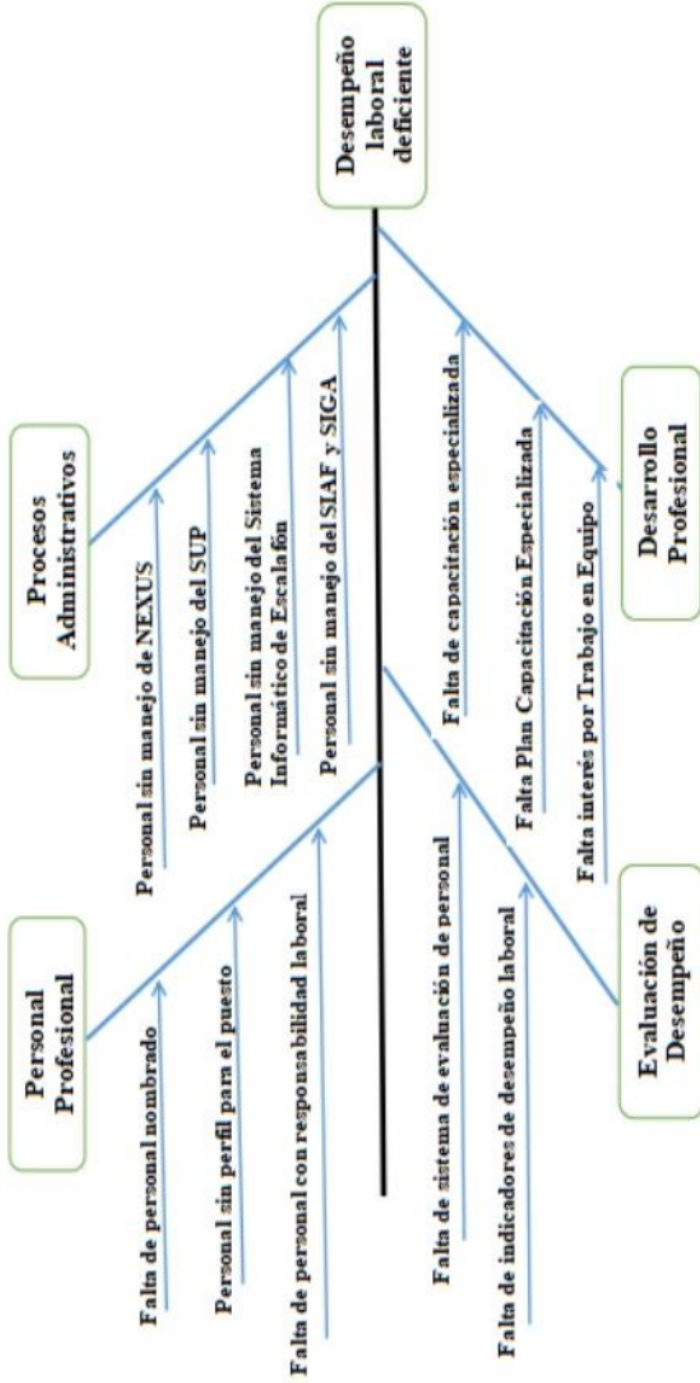 Personal
Profesional
Falta de personal nombrado
Personal sin perfil para el puesto
Falta de personal con responsabilidad laboral
Procesos
Administrativos
Personal sin manejo de NEXUS
Personal sin manejo del SUP
Personal sin manejo del Sistema
Informático de Escalafón
Personal sin manejo del SIAF y SIGA
Desempeño
laboral
deficiente
Falta de sistema de evaluación de personal
Falta de indicadores de desempeño laboral
Evaluación de
Desempeño
Falta de capacitación especializada
Falta Plan Capacitación Especializada
Falta interés por Trabajo en Equipo
Desarrollo
Profesional